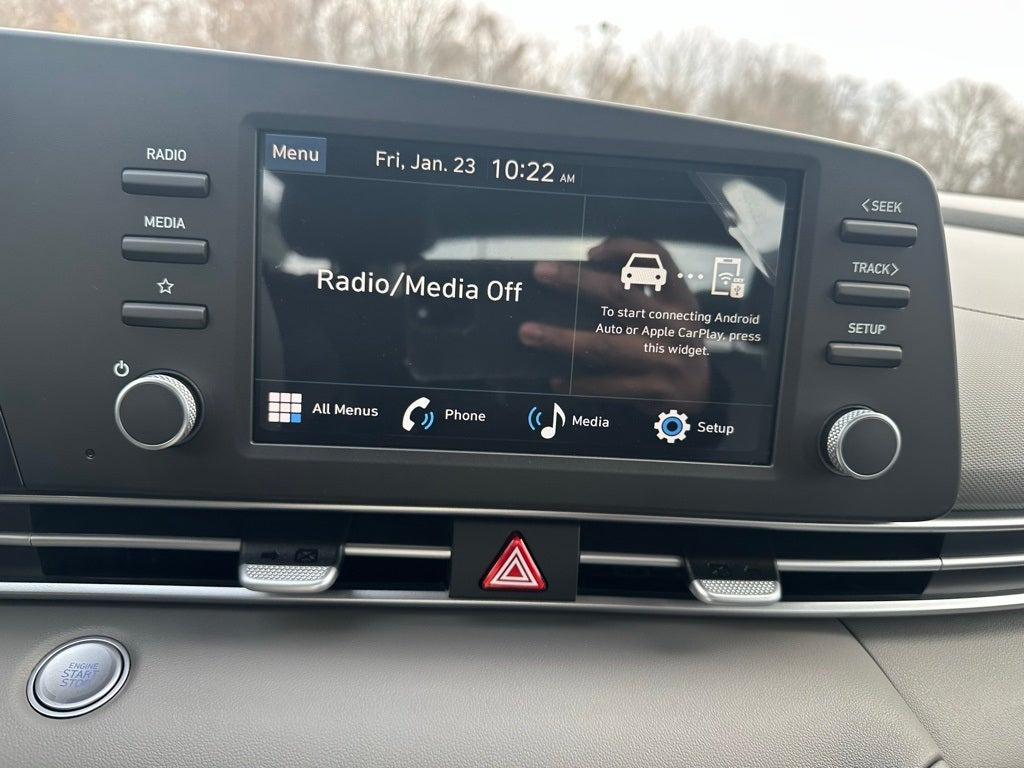 RADIO
MEDIA
Menu
Fri, Jan. 23 10:22 AM
Radio/Media Off
To start connecting Android
Auto or Apple CarPlay, press
this widget.
All Menus
Phone
Media
Setup
<SEEK
TRACK>
SETUP
ENGINE
START
STOP